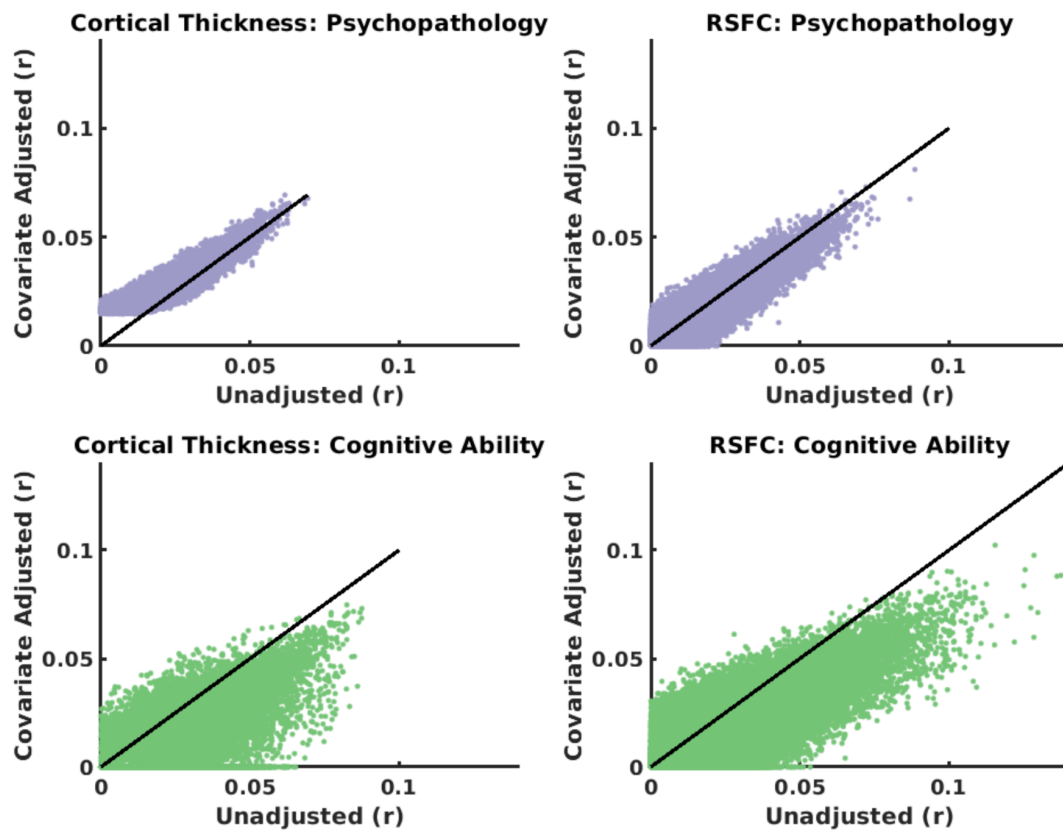 Cortical Thickness: Psychopathology
Covariate Adjusted (r)
0.1
0.05
0
0
0.05
0.1
Unadjusted (r)
RSFC: Psychopathology
Covariate Adjusted (r)
0.1
0.05
0
0
0.05
0.1
Unadjusted (r)
Cortical Thickness: Cognitive Ability
Covariate Adjusted (r)
0.1
0.05
0
0
0.05
0.1
Unadjusted (r)
RSFC: Cognitive Ability
Covariate Adjusted (r)
0.1
0.05
0
0
0.05
0.1
Unadjusted (r)